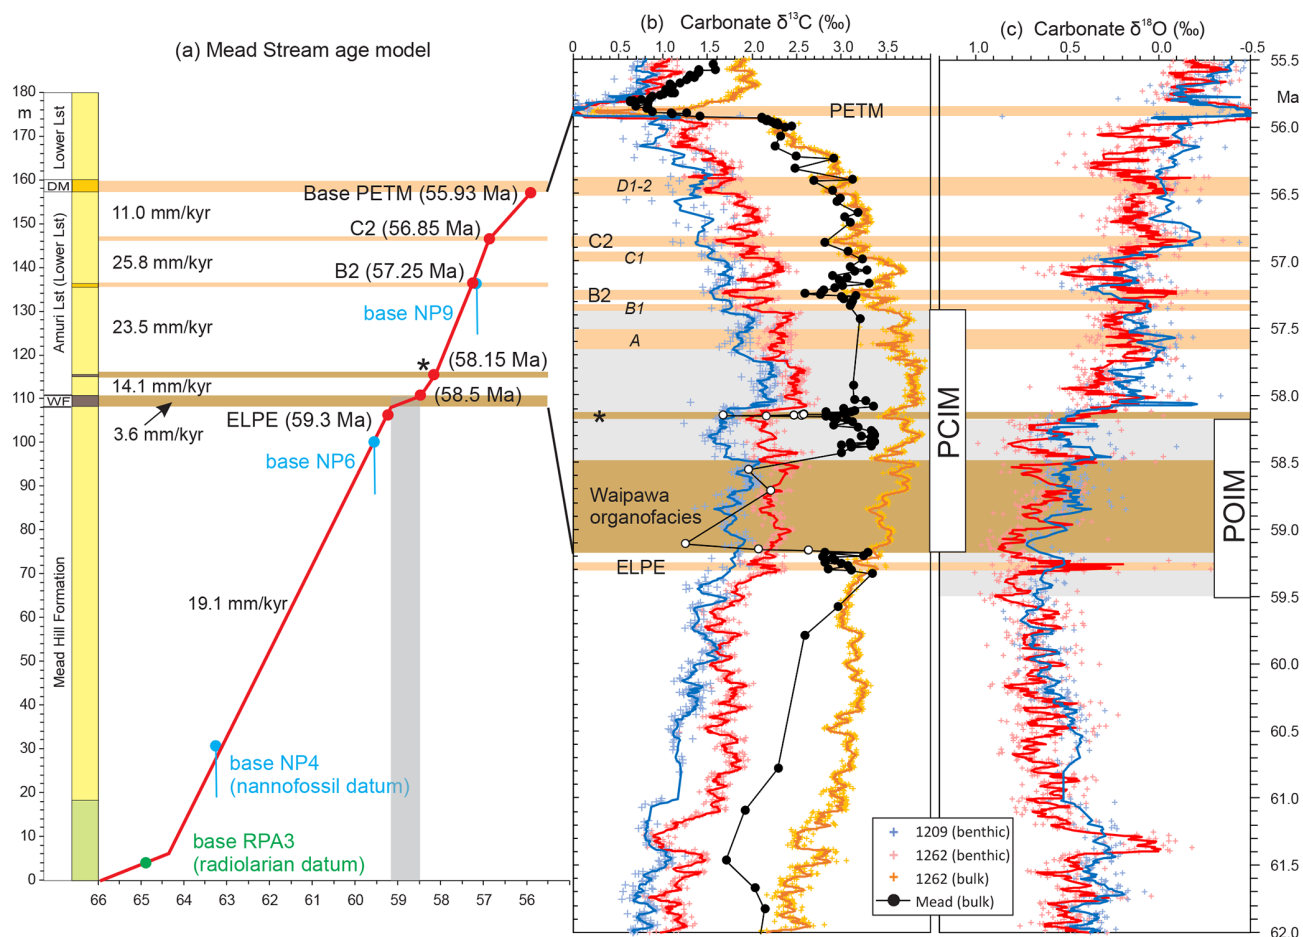 (a) Mead Stream age model
180
m
170
160
150
140
130
120
110
100
90
80
70
60
50
40
30
20
10
0
Lower Lst
DM
Amuri Lst (Lower Lst)
WF
Mead Hill Formation
11.0 mm/kyr
25.8 mm/kyr
23.5 mm/kyr
14.1 mm/kyr
3.6 mm/kyr
19.1 mm/kyr
Base PETM (55.93 Ma)
C2 (56.85 Ma)
B2 (57.25 Ma)
base NP9
* (58.15 Ma)
(58.5 Ma)
ELPE (59.3 Ma)
base NP6
base NP4
(nannofossil datum)
base RPA3
(radiolarian datum)
66 65 64 63 62 61 60 59 58 57 56
(b) Carbonate δ¹³C (‰)
0 0.5 1.0 1.5 2.0 2.5 3.0 3.5
PETM
D1-2
C2
C1
B2
B1
A
*
Waipawa
organofacies
ELPE
PCIM
1209 (benthic)
1262 (benthic)
1262 (bulk)
Mead (bulk)
(c) Carbonate δ¹⁸O (‰)
1.0 0.5 0.0 -0.5
POIM
55.5
Ma
56.0
56.5
57.0
57.5
58.0
58.5
59.0
59.5
60.0
60.5
61.0
61.5
62.0